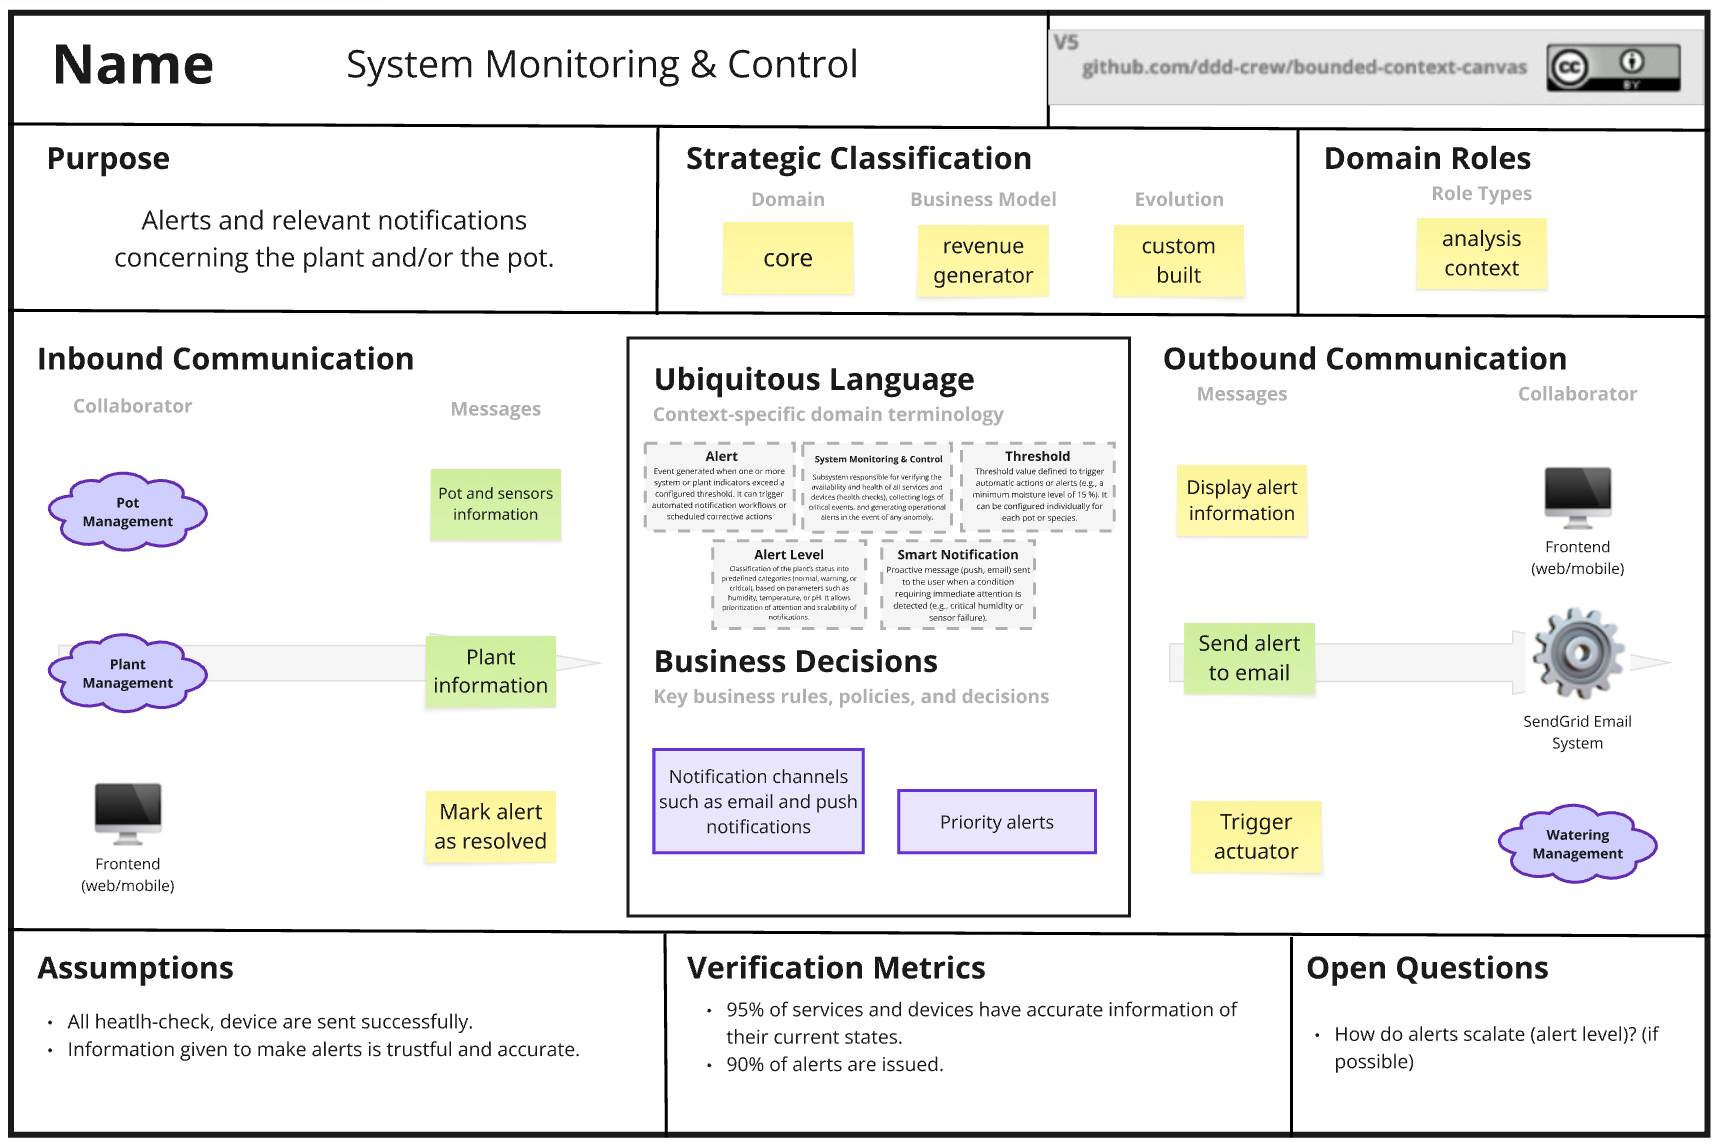 Name
System Monitoring & Control
V5
github.com/ddd-crew/bounded-context-canvas
cc
BY
Purpose
Alerts and relevant notifications
concerning the plant and/or the pot.
Strategic Classification
Domain
Business Model
Evolution
core
revenue
generator
custom
built
Domain Roles
Role Types
analysis
context
Inbound Communication
Collaborator
Messages
Pot
Management
Pot and sensors
information
Plant
Management
Plant
information
Frontend
(web/mobile)
Mark alert
as resolved
Ubiquitous Language
Context-specific domain terminology
Alert
Event generated when one or more
system or plant indicators exceed a
configured threshold. It can trigger
automated notification workflows or
scheduled corrective actions
System Monitoring & Control
Subsystem responsible for verifying the
availability and health of all services and
devices (health checks), collecting logs of
critical events, and generating operational
alerts in the event of any anomaly.
Threshold
Threshold value defined to trigger
automatic actions or alerts (e.g., a
minimum moisture level of 15 %). It
can be configured individually for
each pot or species.
Alert Level
Classification of the plant's status into
predefined categories (normal, warning, or
critical), based on parameters such as
humidity, temperature, or pH. It allows
prioritization of attention and scalability of
notifications.
Smart Notification
Proactive message (push, email) sent
to the user when a condition
requiring immediate attention is
detected (e.g., critical humidity or
sensor failure).
Business Decisions
Key business rules, policies, and decisions
Notification channels
such as email and push
notifications
Priority alerts
Outbound Communication
Messages
Collaborator
Display alert
information
Frontend
(web/mobile)
Send alert
to email
SendGrid Email
System
Trigger
actuator
Watering
Management
Assumptions
• All heatlh-check, device are sent successfully.
• Information given to make alerts is trustful and accurate.
Verification Metrics
• 95% of services and devices have accurate information of
their current states.
• 90% of alerts are issued.
Open Questions
• How do alerts scalate (alert level)? (if
possible)